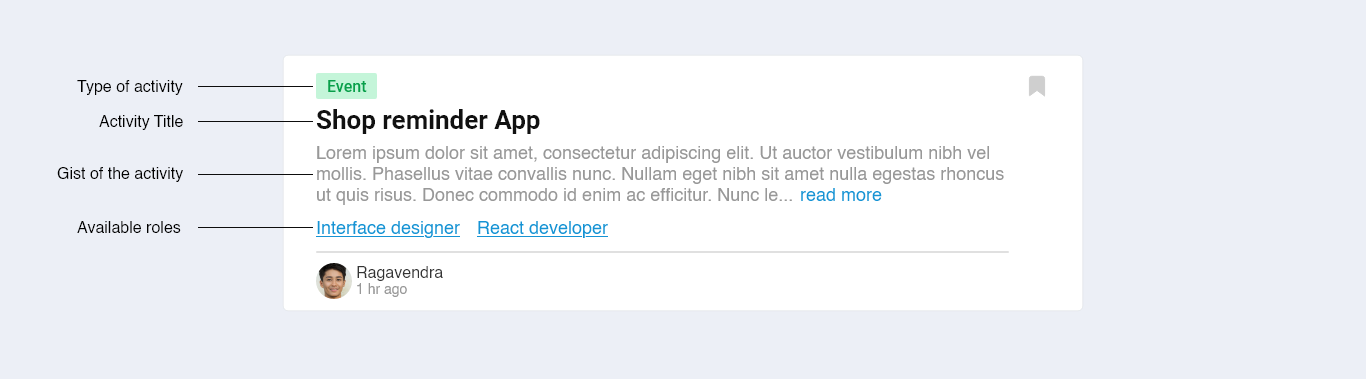 Type of activity
Event
Activity Title
Shop reminder App
Lorem ipsum dolor sit amet, consectetur adipiscing elit. Ut auctor vestibulum nibh vel
Gist of the activity
mollis. Phasellus vitae convallis nunc. Nullam eget nibh sit amet nulla egestas rhoncus
ut quis risus. Donec commodo id enim ac efficitur. Nunc le... read more
Available roles
Interface designer React developer
Ragavendra
1 hr ago